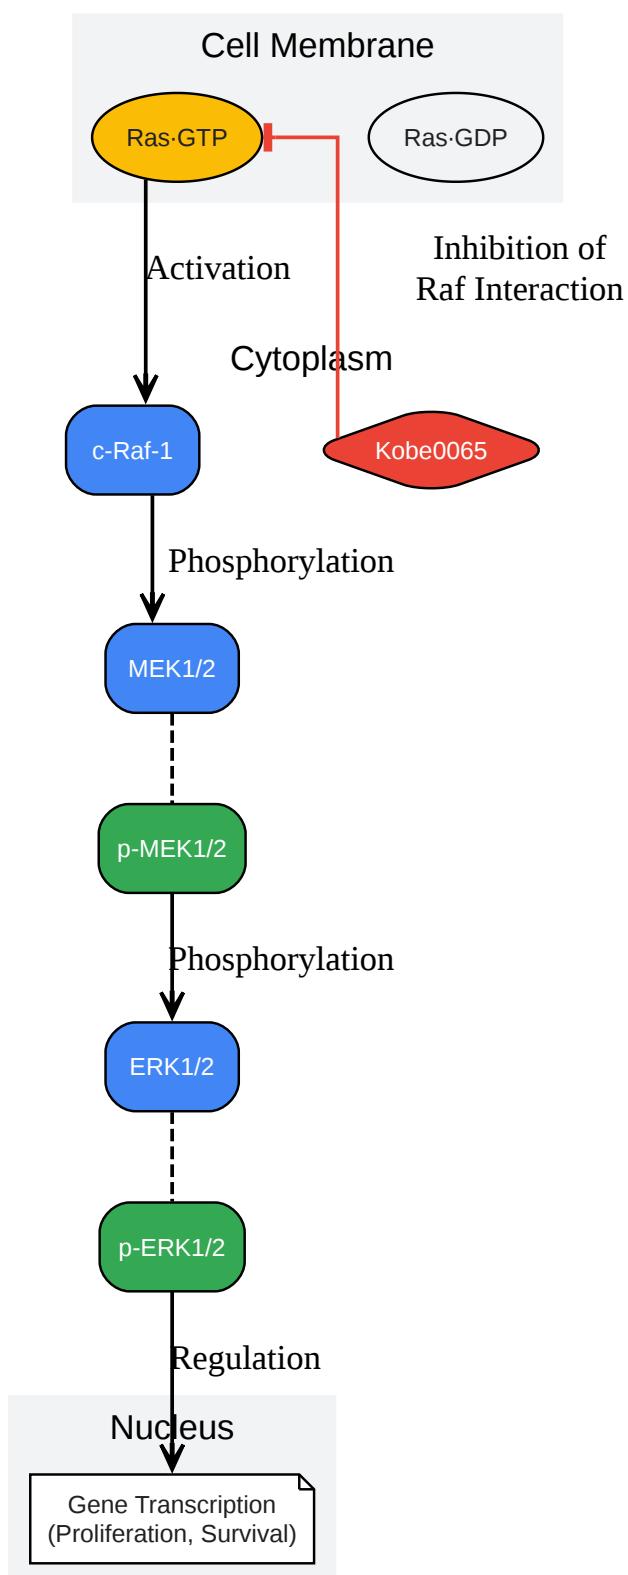 Cell Membrane
Ras·GTP
Ras·GDP
Activation
Inhibition of
Raf Interaction
Cytoplasm
c-Raf-1
Kobe0065
Phosphorylation
MEK1/2
p-MEK1/2
Phosphorylation
ERK1/2
p-ERK1/2
Regulation
Nucleus
Gene Transcription
(Proliferation, Survival)